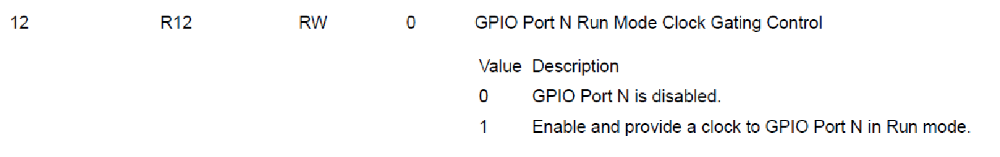 12 R12 RW 0 GPIO Port N Run Mode Clock Gating Control
Value Description
0 GPIO Port N is disabled.
1 Enable and provide a clock to GPIO Port N in Run mode.